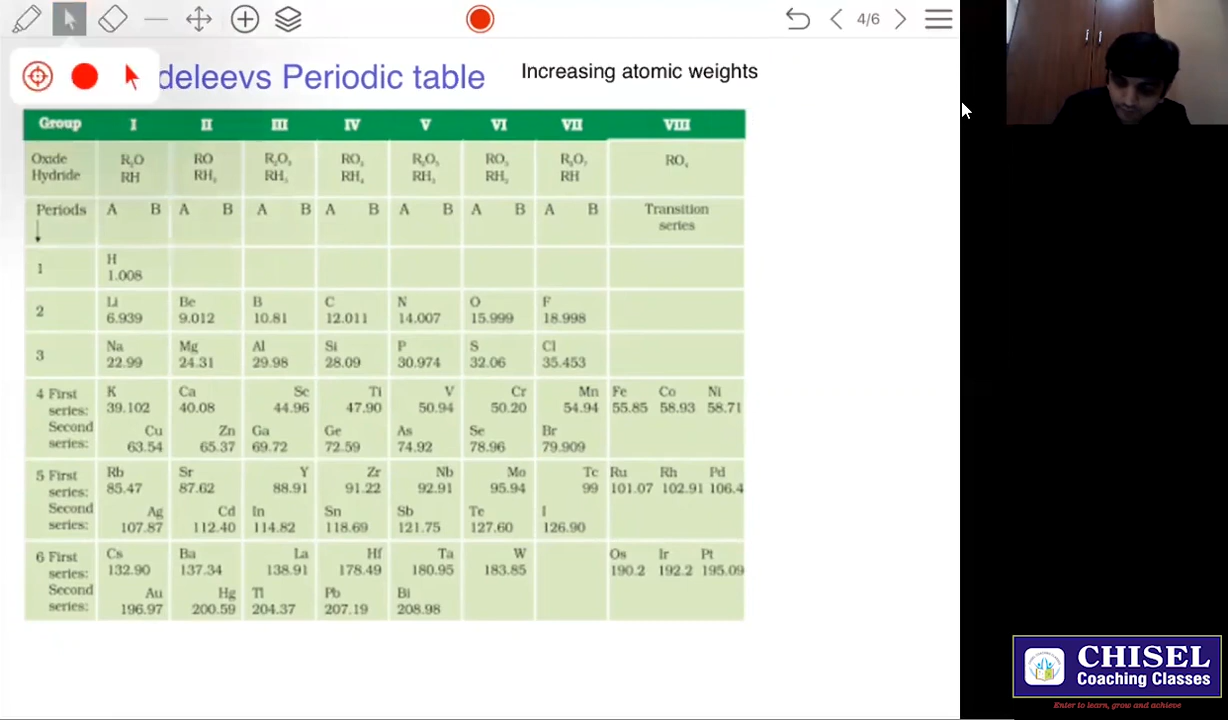 4/6
deleevs Periodic table
Increasing atomic weights
Group I II III IV V VI VII VIII
Oxide R₂O RO R₂O₃ RO₂ R₂O₅ RO₃ R₂O₇ RO₄
Hydride RH RH₂ RH₃ RH₄ RH₃ RH₂ RH
Periods A B A B A B A B A B A B A B Transition
↓ series
H
1 1.008
Li Be B C N O F
2 6.939 9.012 10.81 12.011 14.007 15.999 18.998
Na Mg Al Si P S Cl
3 22.99 24.31 29.98 28.09 30.974 32.06 35.453
4 First K Ca Sc Ti V Cr Mn Fe Co Ni
series: 39.102 40.08 44.96 47.90 50.94 50.20 54.94 55.85 58.93 58.71
Second Cu Zn Ga Ge As Se Br
series: 63.54 65.37 69.72 72.59 74.92 78.96 79.909
5 First Rb Sr Y Zr Nb Mo Tc Ru Rh Pd
series: 85.47 87.62 88.91 91.22 92.91 95.94 99 101.07 102.91 106.4
Second Ag Cd In Sn Sb Te I
series: 107.87 112.40 114.82 118.69 121.75 127.60 126.90
6 First Cs Ba La Hf Ta W Os Ir Pt
series: 132.90 137.34 138.91 178.49 180.95 183.85 190.2 192.2 195.09
Second Au Hg Tl Pb Bi
series: 196.97 200.59 204.37 207.19 208.98
CHISEL
Coaching Classes
Enter to learn, grow and achieve